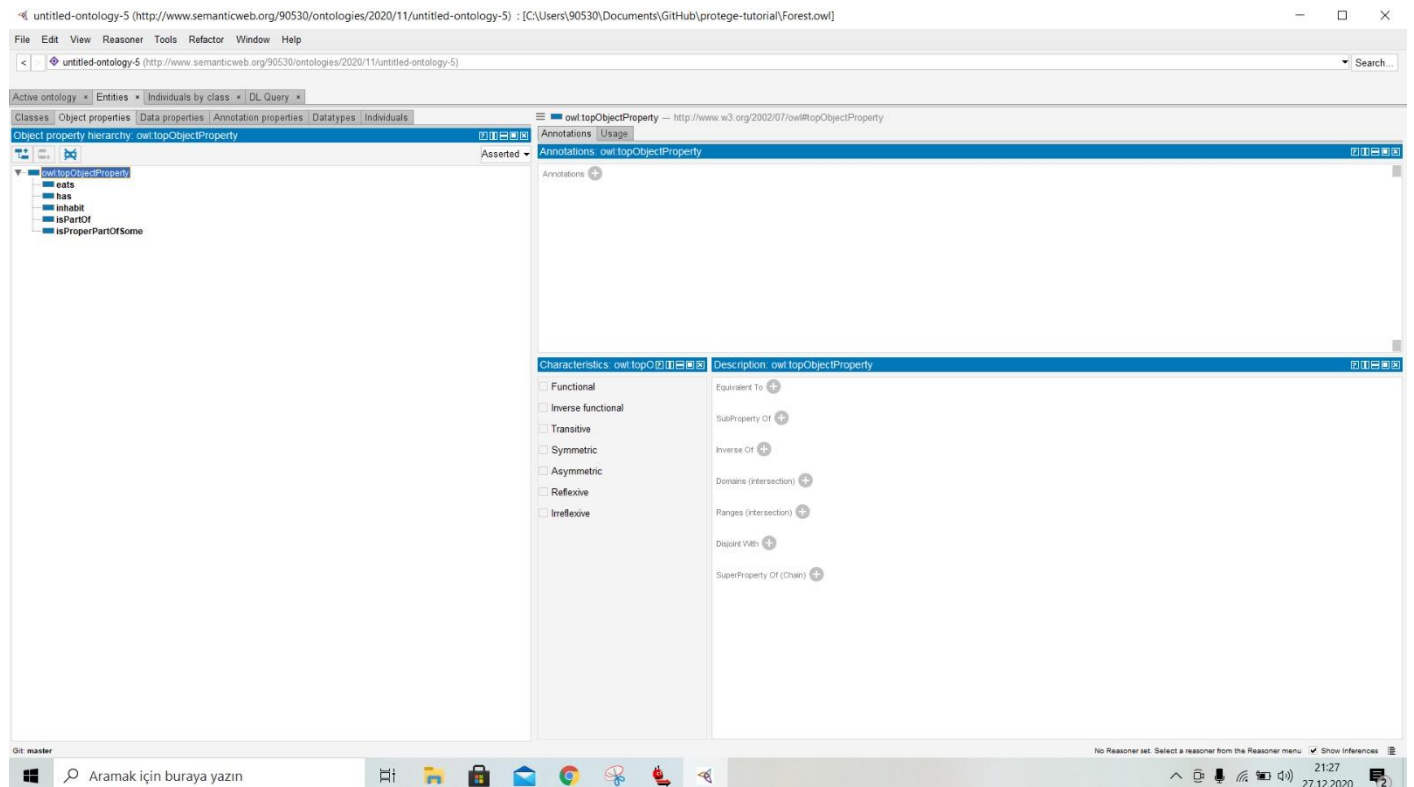 untitled-ontology-5 (http://www.semanticweb.org/90530/ontologies/2020/11/untitled-ontology-5) : [C:\Users\90530\Documents\GitHub\protege-tutorial\Forest.owl]
File Edit View Reasoner Tools Refactor Window Help
< > untitled-ontology-5 (http://www.semanticweb.org/90530/ontologies/2020/11/untitled-ontology-5) Search...
Active ontology × Entities × Individuals by class × DL Query ×
Classes Object properties Data properties Annotation properties Datatypes Individuals
Object property hierarchy: owl:topObjectProperty
Asserted
owl:topObjectProperty
eats
has
inhabit
isPartOf
isProperPartOfSome
owl:topObjectProperty — http://www.w3.org/2002/07/owl#topObjectProperty
Annotations Usage
Annotations: owl:topObjectProperty
Annotations
Characteristics: owl:topO
Functional
Inverse functional
Transitive
Symmetric
Asymmetric
Reflexive
Irreflexive
Description: owl:topObjectProperty
Equivalent To
SubProperty Of
Inverse Of
Domains (intersection)
Ranges (intersection)
Disjoint With
SuperProperty Of (Chain)
Git: master
No Reasoner set. Select a reasoner from the Reasoner menu Show Inferences
Aramak için buraya yazın
21:27
27.12.2020
2